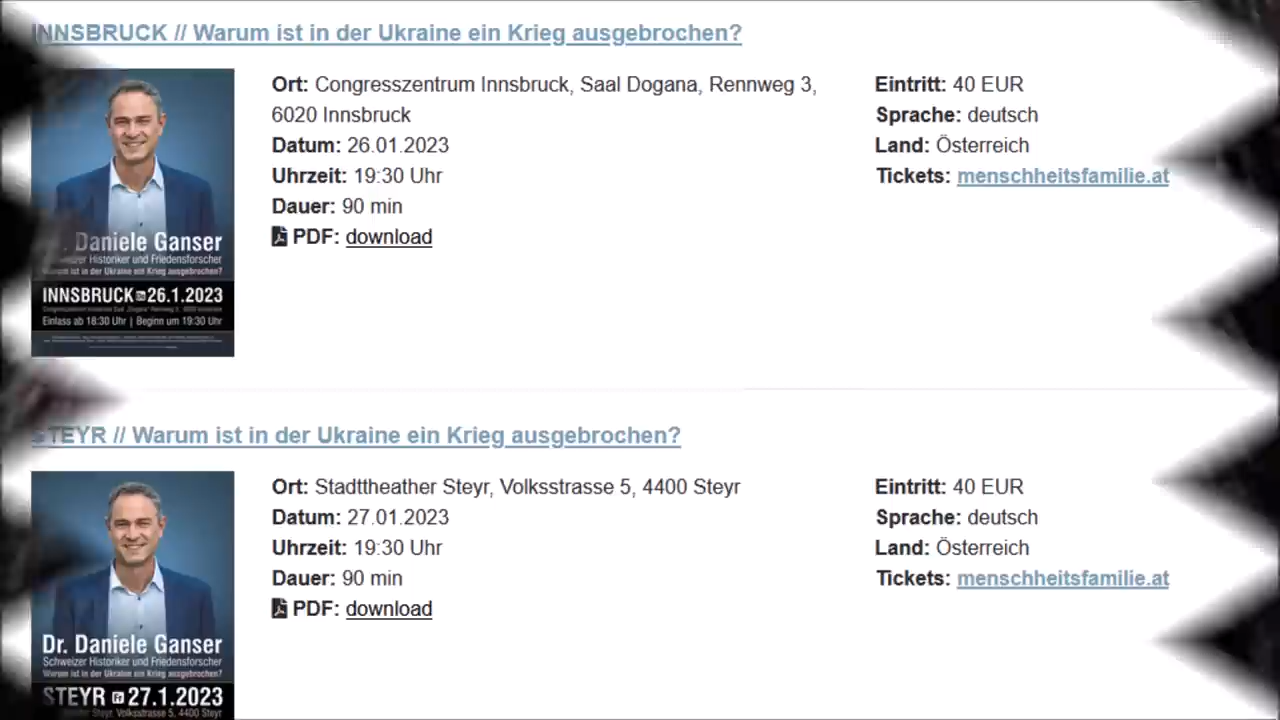 INNSBRUCK // Warum ist in der Ukraine ein Krieg ausgebrochen?
Ort: Congresszentrum Innsbruck, Saal Dogana, Rennweg 3,
6020 Innsbruck
Datum: 26.01.2023
Uhrzeit: 19:30 Uhr
Dauer: 90 min
PDF: download
Eintritt: 40 EUR
Sprache: deutsch
Land: Österreich
Tickets: menschheitsfamilie.at
Daniele Ganser
Historiker und Friedensforscher
Warum ist in der Ukraine ein Krieg ausgebrochen?
INNSBRUCK Do 26.1.2023
Einlass ab 18:30 Uhr | Beginn um 19:30 Uhr
STEYR // Warum ist in der Ukraine ein Krieg ausgebrochen?
Ort: Stadttheather Steyr, Volksstrasse 5, 4400 Steyr
Datum: 27.01.2023
Uhrzeit: 19:30 Uhr
Dauer: 90 min
PDF: download
Eintritt: 40 EUR
Sprache: deutsch
Land: Österreich
Tickets: menschheitsfamilie.at
Dr. Daniele Ganser
Schweizer Historiker und Friedensforscher
Warum ist in der Ukraine ein Krieg ausgebrochen?
STEYR Fr 27.1.2023
Steyr, Volksstrasse 5, 4400 Steyr